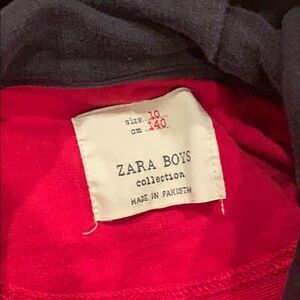 size...10...
cm ...140...
ZARA BOYS
collection
MADE IN PAKISTAN